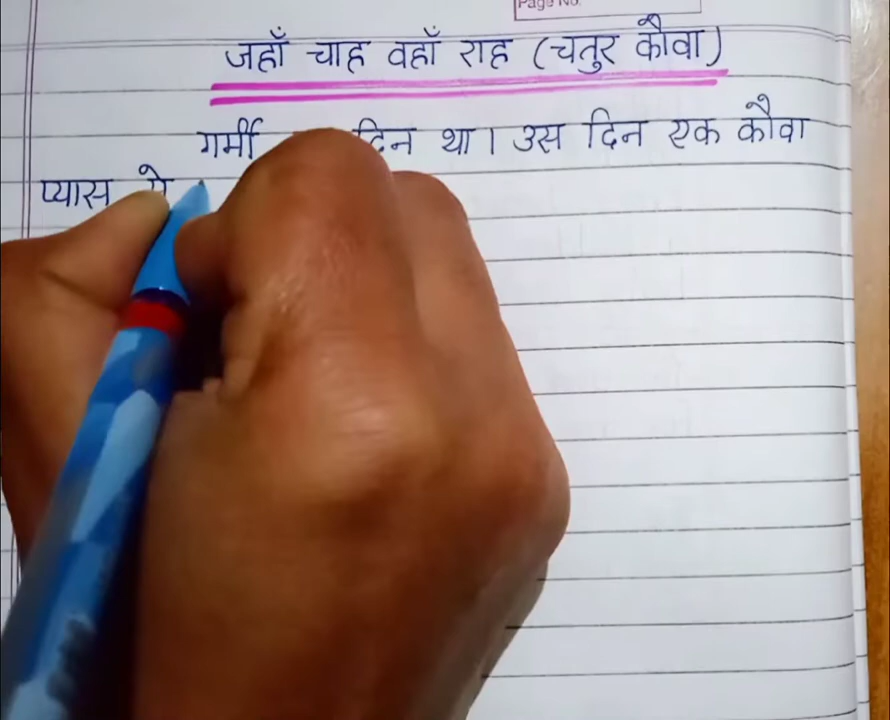 Page No.
जहाँ चाह वहाँ राह (चतुर कौवा)
गर्मी दिन था। उस दिन एक कौवा
प्यास से